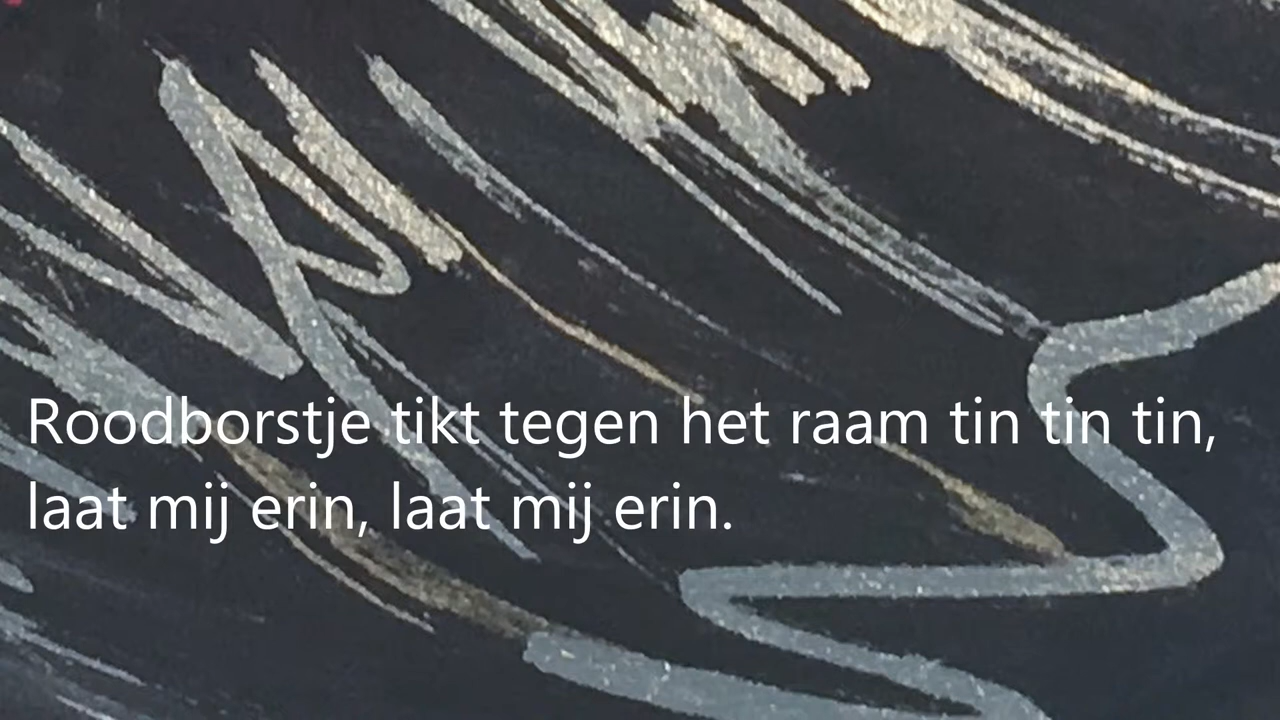 Roodborstje tikt tegen het raam tin tin tin,
laat mij erin, laat mij erin.